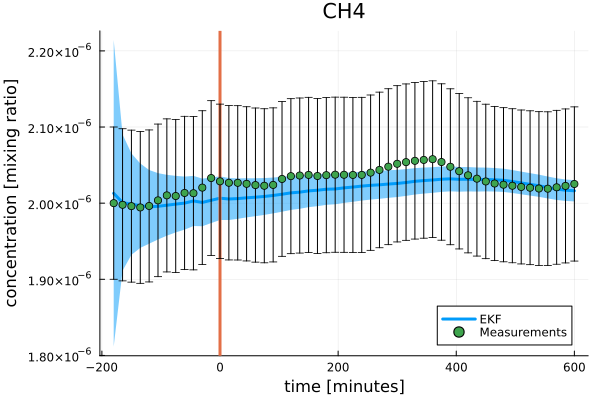 CH4
concentration [mixing ratio]
2.20×10⁻⁶
2.10×10⁻⁶
2.00×10⁻⁶
1.90×10⁻⁶
1.80×10⁻⁶
EKF
Measurements
−200 0 200 400 600
time [minutes]